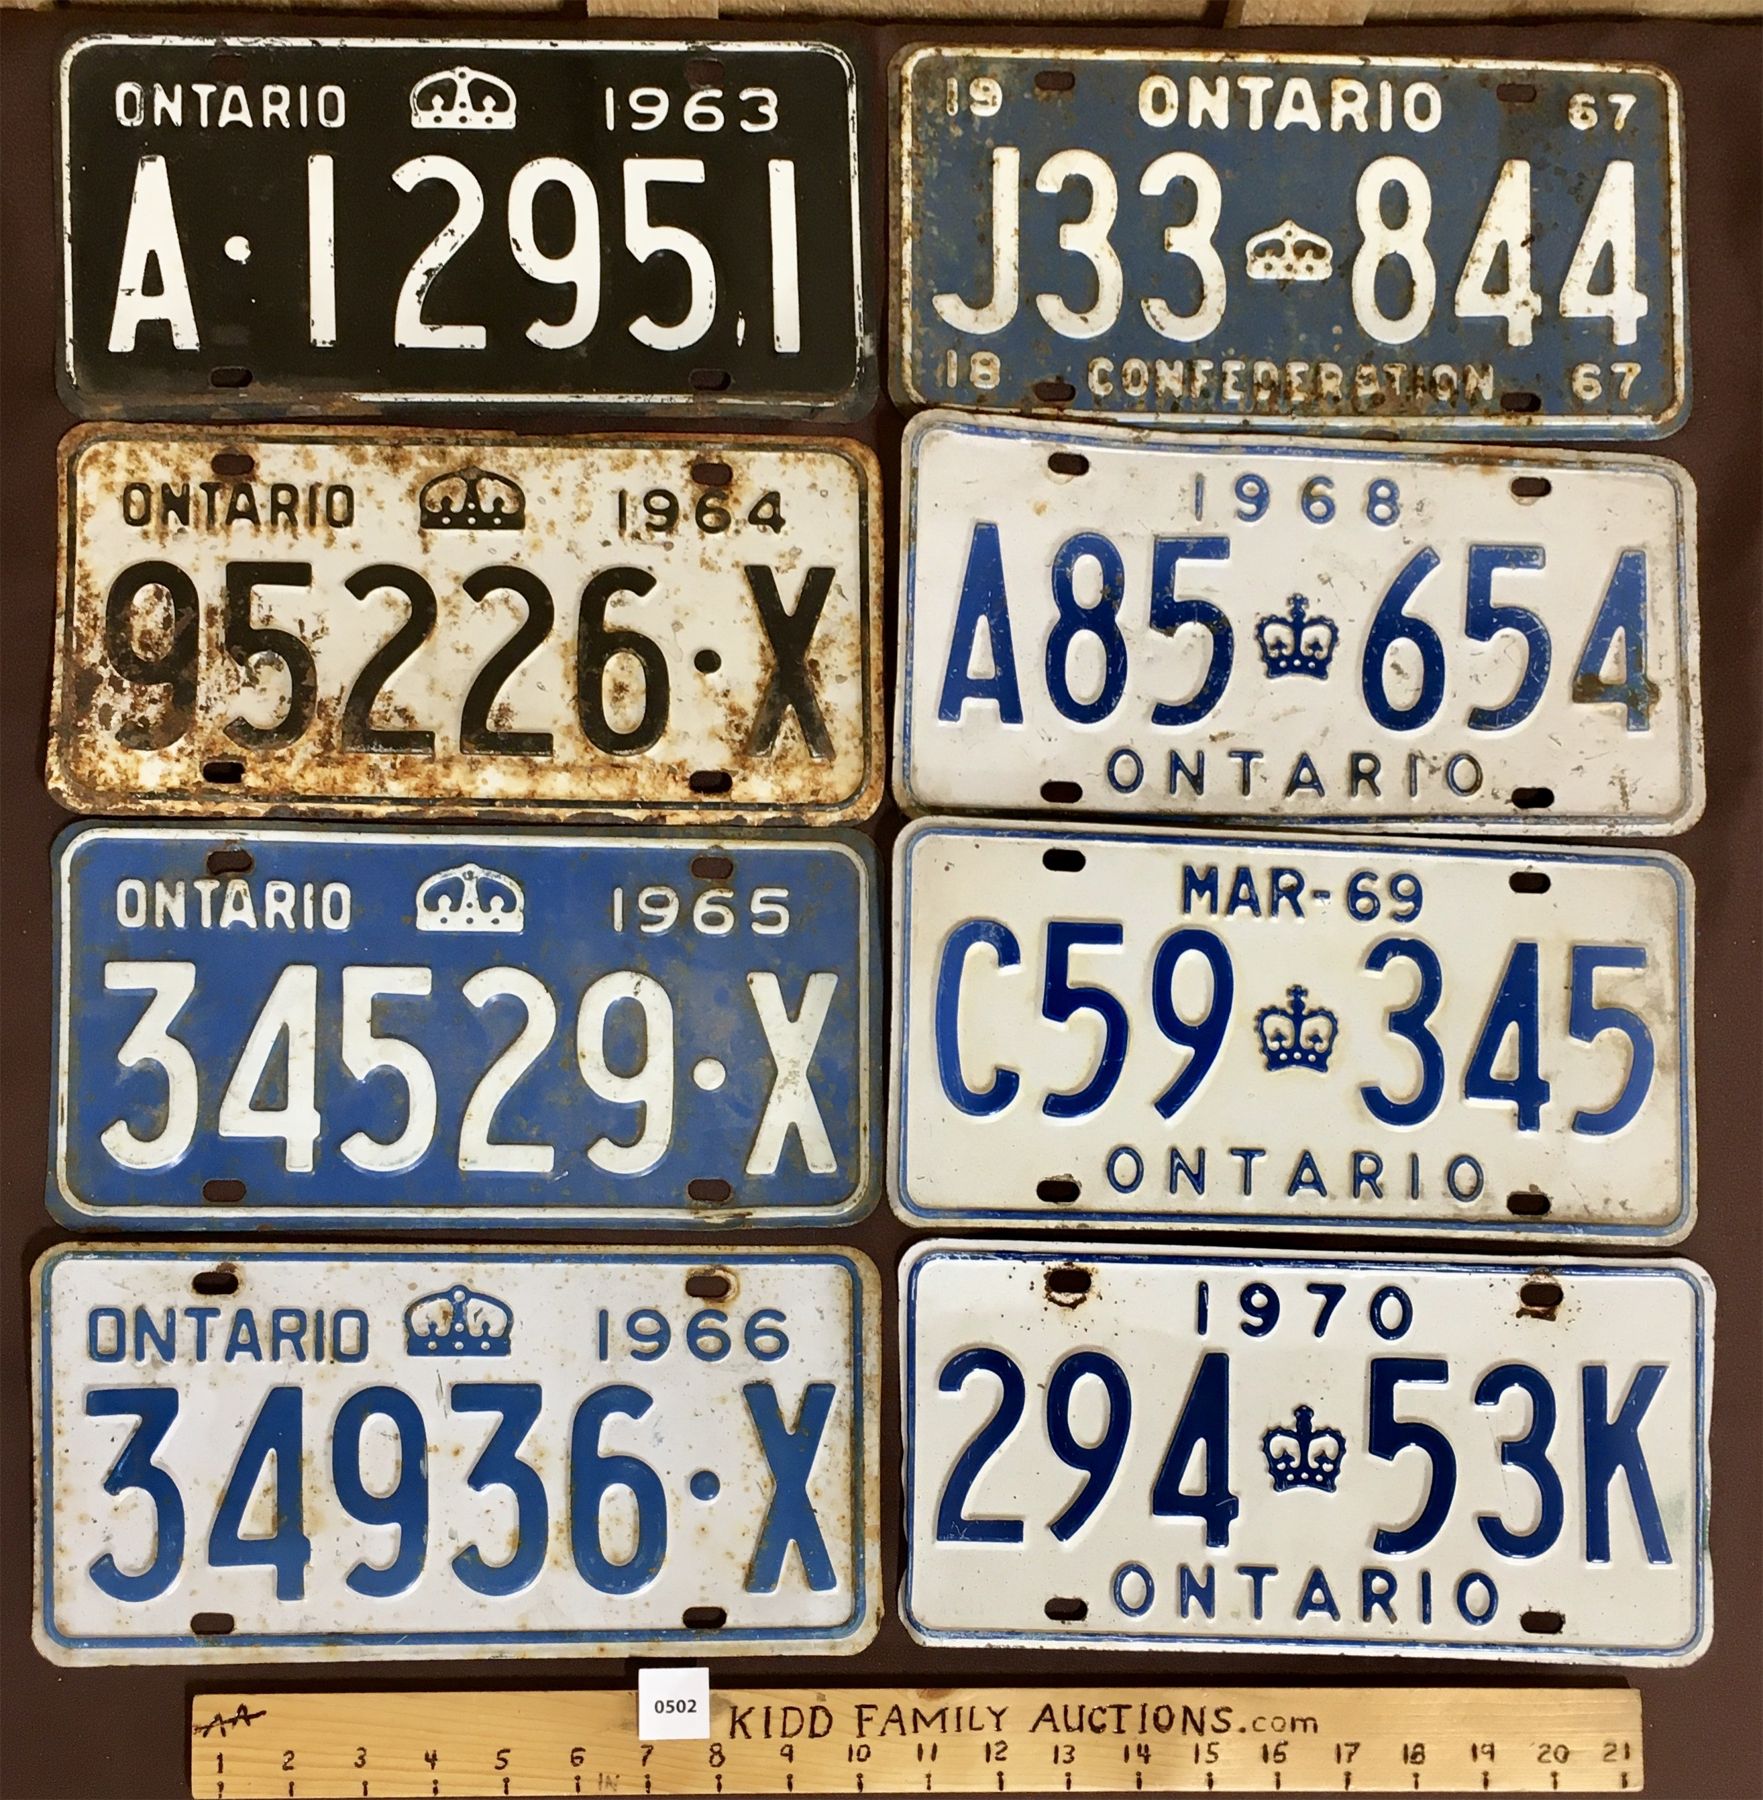 ONTARIO 1963
A·12951
ONTARIO 1964
95226·X
ONTARIO 1965
34529·X
ONTARIO 1966
34936·X
19 ONTARIO 67
J33 844
18 CONFEDERATION 67
1968
A85 654
ONTARIO
MAR-69
C59 345
ONTARIO
1970
294 53K
ONTARIO
0502
AA KIDD FAMILY AUCTIONS.com
1 2 3 4 5 6 7 8 9 10 11 12 13 14 15 16 17 18 19 20 21
IN